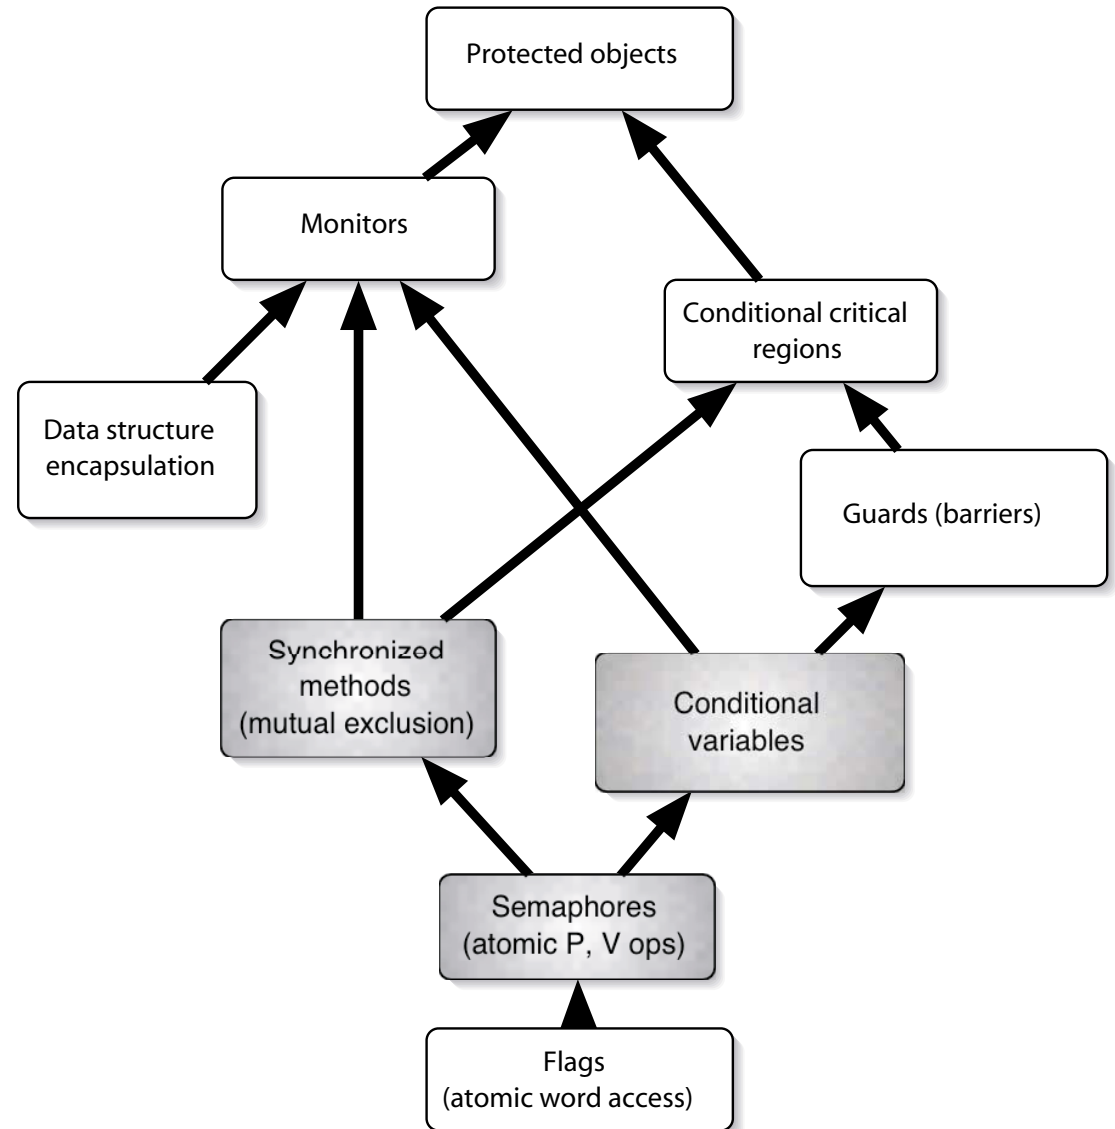 Protected objects
Monitors
Conditional critical
regions
Data structure
encapsulation
Guards (barriers)
Synchronized
methods
(mutual exclusion)
Conditional
variables
Semaphores
(atomic P, V ops)
Flags
(atomic word access)